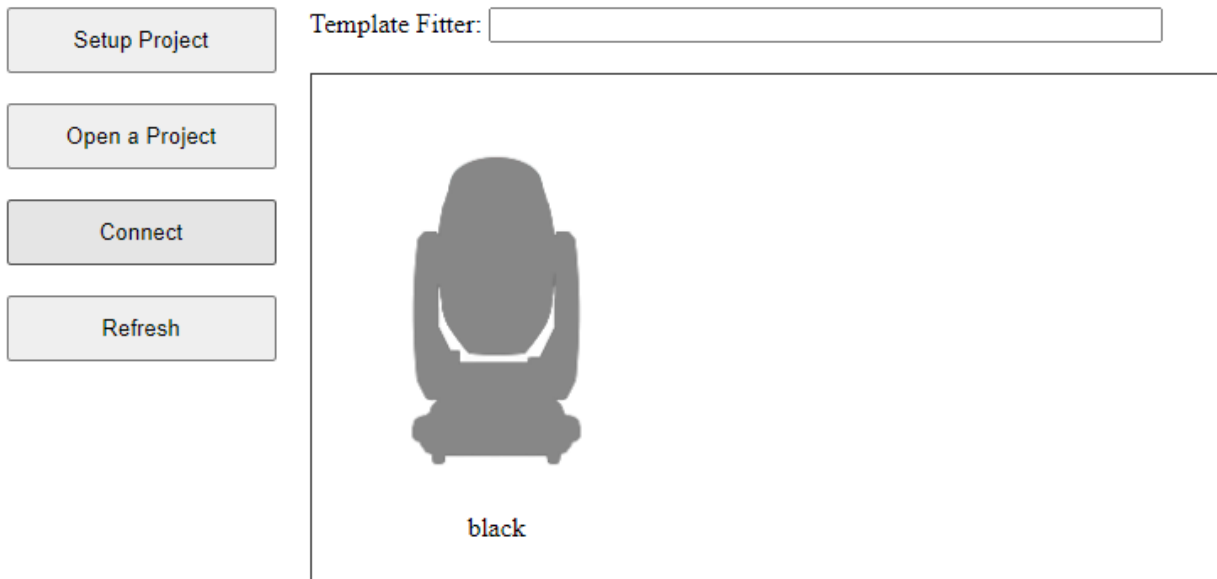 Setup Project
Template Fitter:
Open a Project
Connect
Refresh
black